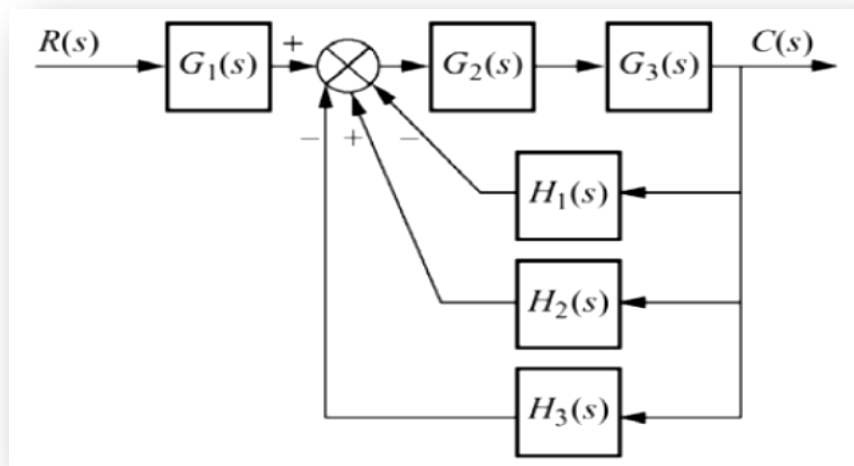 R(s)
G₁(s)
+
G₂(s)
G₃(s)
C(s)
−
+
−
H₁(s)
H₂(s)
H₃(s)